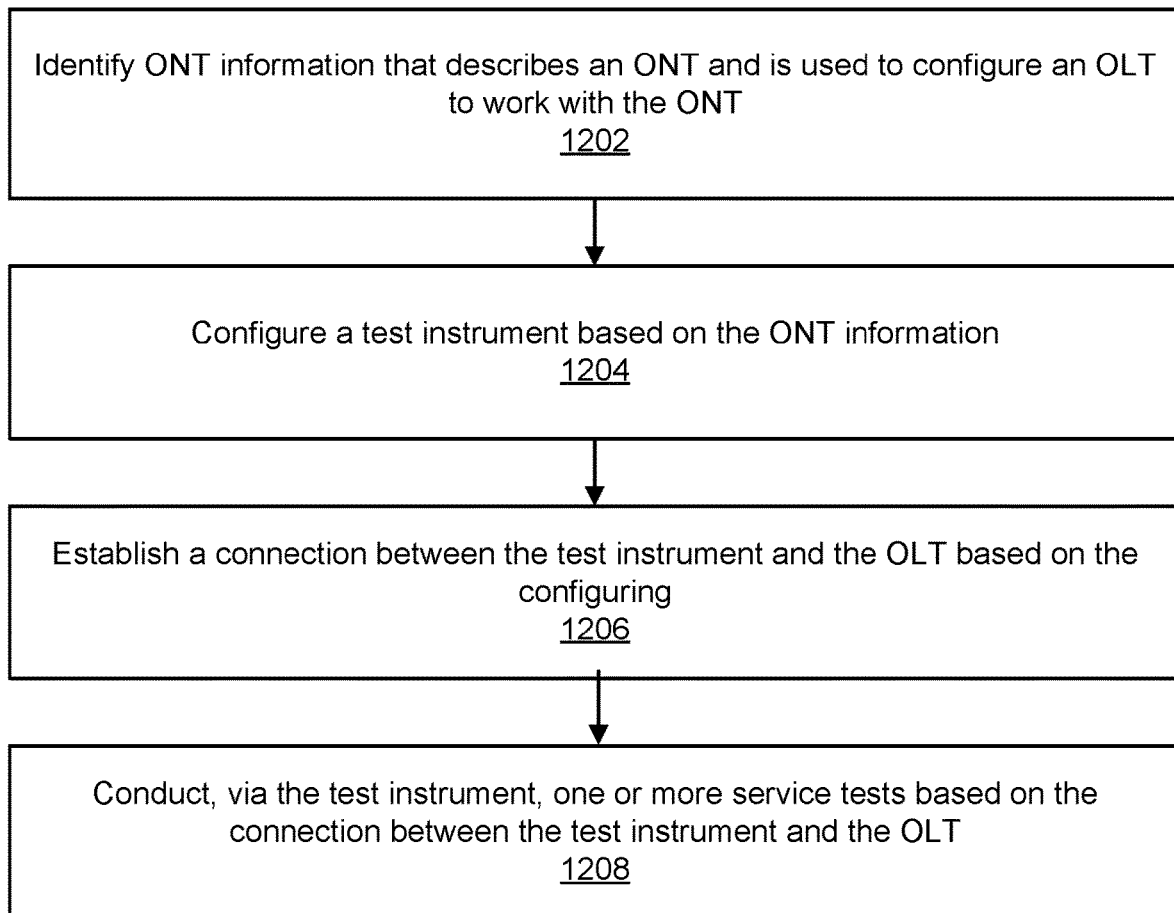 Identify ONT information that describes an ONT and is used to configure an OLT
to work with the ONT
1202
Configure a test instrument based on the ONT information
1204
Establish a connection between the test instrument and the OLT based on the
configuring
1206
Conduct, via the test instrument, one or more service tests based on the
connection between the test instrument and the OLT
1208